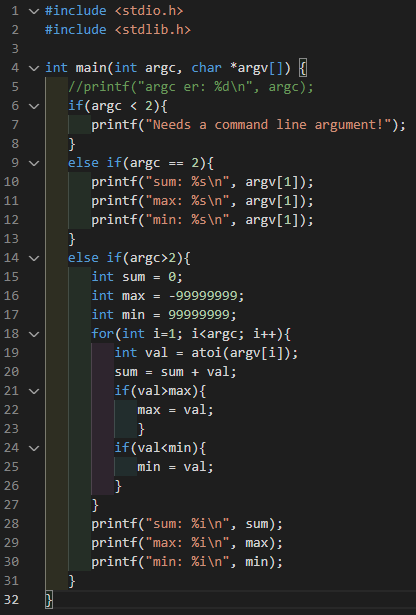 1 #include <stdio.h>
2 #include <stdlib.h>
3
4 int main(int argc, char *argv[]) {
5     //printf("argc er: %d\n", argc);
6     if(argc < 2){
7         printf("Needs a command line argument!");
8     }
9     else if(argc == 2){
10         printf("sum: %s\n", argv[1]);
11         printf("max: %s\n", argv[1]);
12         printf("min: %s\n", argv[1]);
13     }
14     else if(argc>2){
15         int sum = 0;
16         int max = -99999999;
17         int min = 99999999;
18         for(int i=1; i<argc; i++){
19             int val = atoi(argv[i]);
20             sum = sum + val;
21             if(val>max){
22                 max = val;
23                 }
24             if(val<min){
25                 min = val;
26             }
27         }
28         printf("sum: %i\n", sum);
29         printf("max: %i\n", max);
30         printf("min: %i\n", min);
31     }
32 }